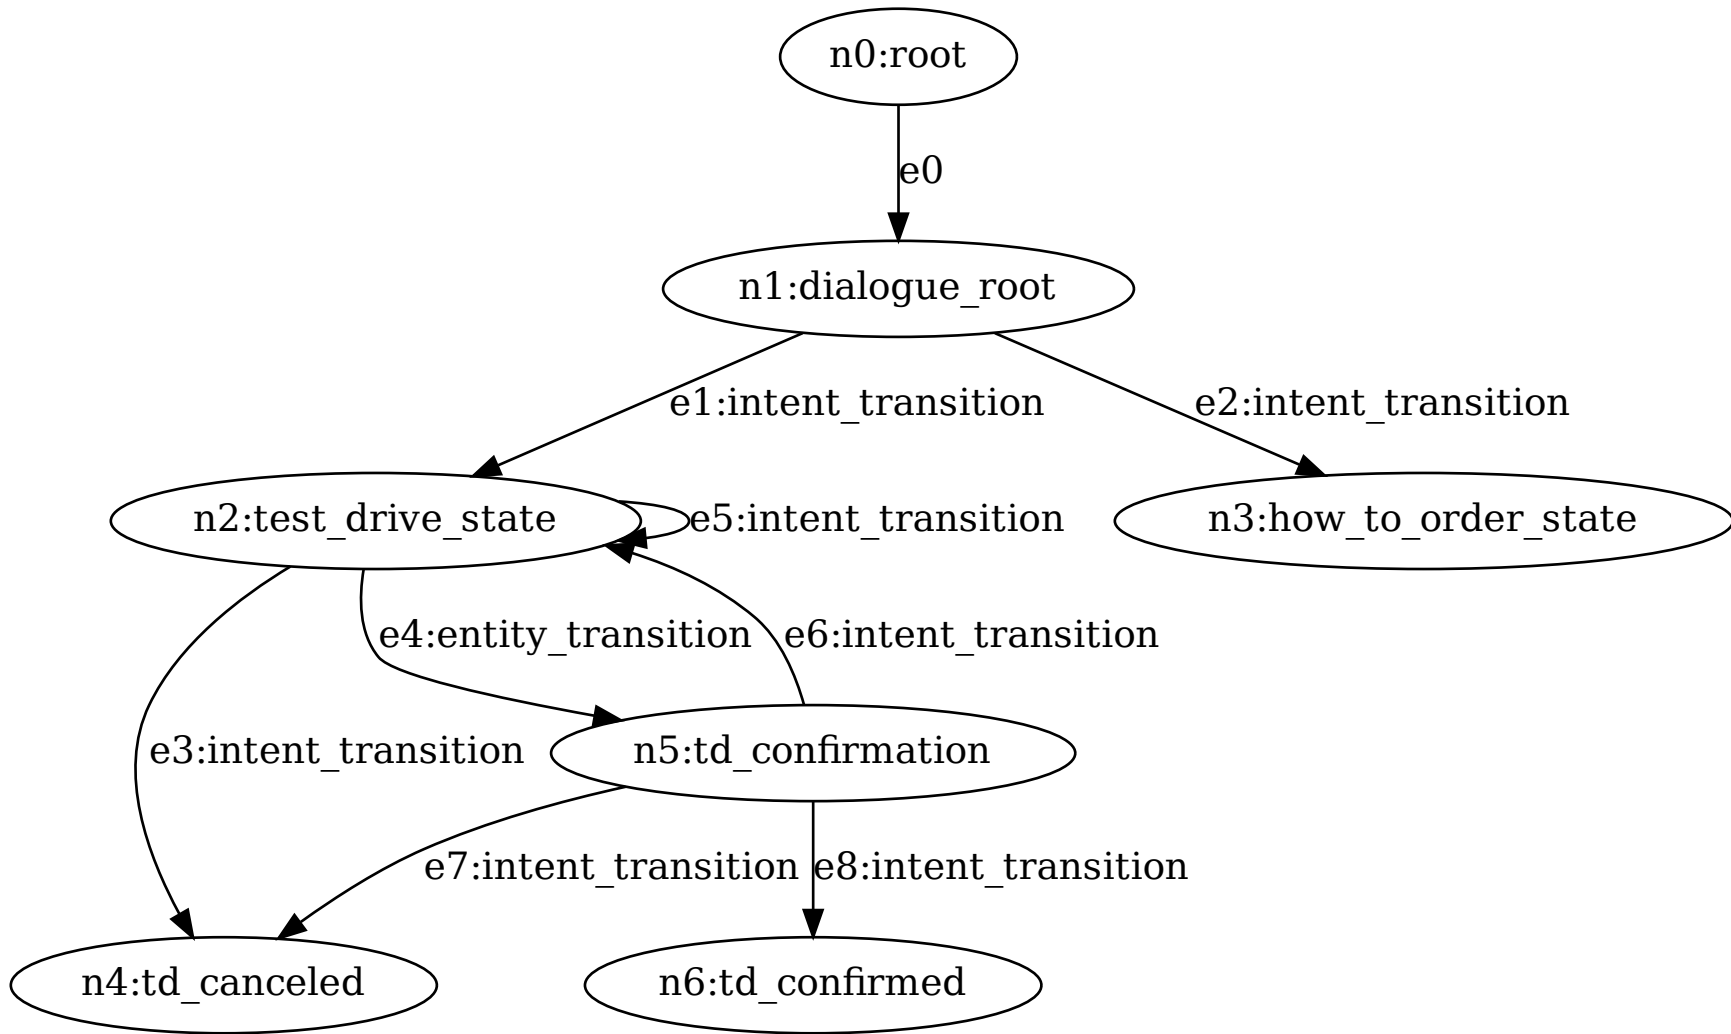 n0:root
e0
n1:dialogue_root
e1:intent_transition
e2:intent_transition
n2:test_drive_state
e5:intent_transition
n3:how_to_order_state
e4:entity_transition
e6:intent_transition
e3:intent_transition
n5:td_confirmation
e7:intent_transition
e8:intent_transition
n4:td_canceled
n6:td_confirmed